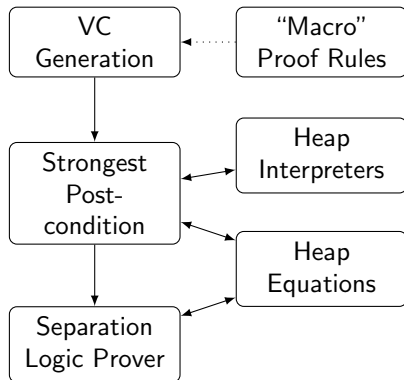 VC
Generation
“Macro”
Proof Rules
Strongest
Post-
condition
Heap
Interpreters
Heap
Equations
Separation
Logic Prover